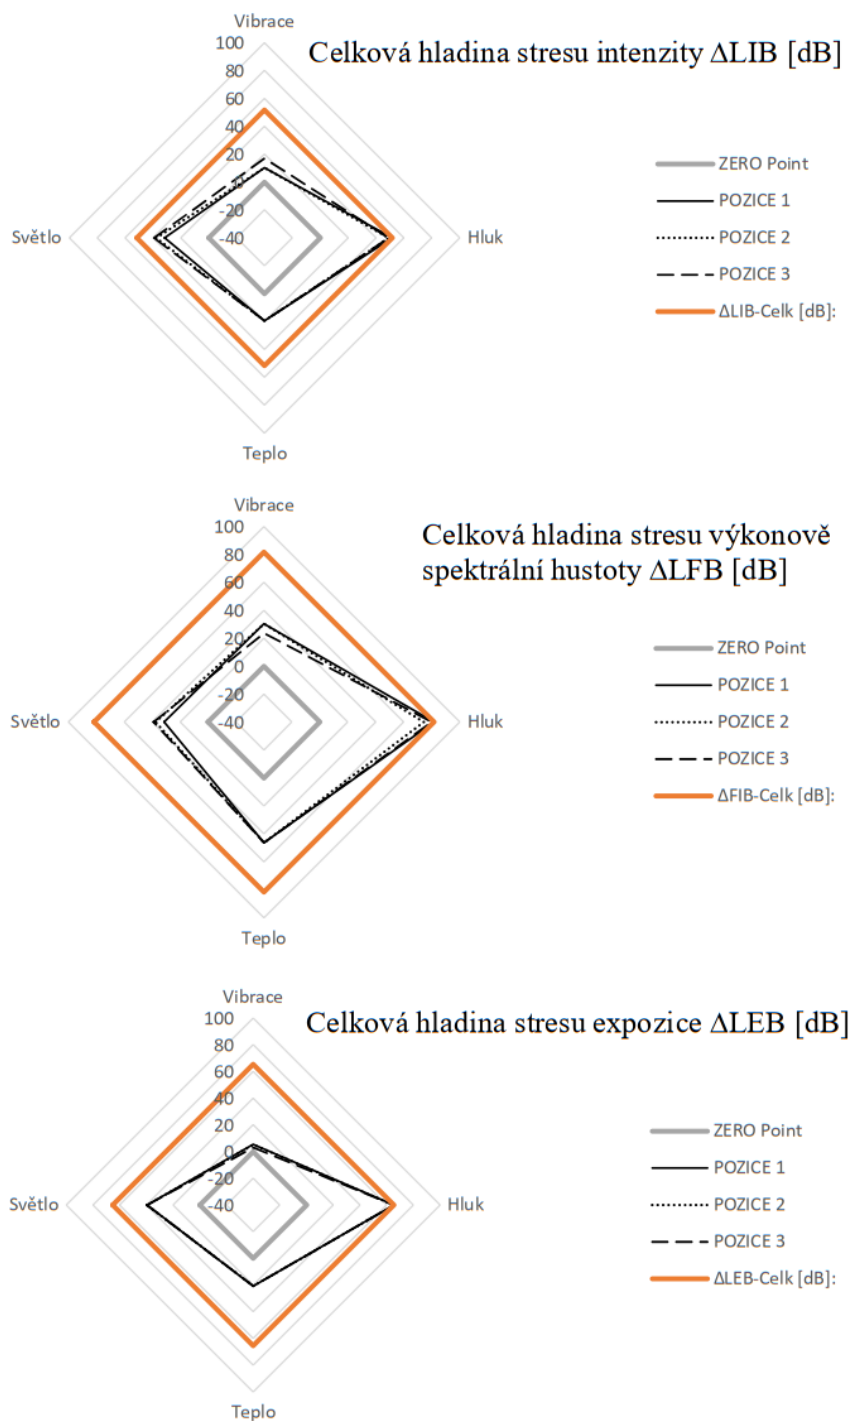 Vibrace
100
Celková hladina stresu intenzity ΔLIB [dB]
80
60
40
20
0
-20
-40
Světlo
Hluk
Teplo
ZERO Point
POZICE 1
POZICE 2
POZICE 3
ΔLIB-Celk [dB]:
Vibrace
100
Celková hladina stresu výkonově
spektrální hustoty ΔLFB [dB]
80
60
40
20
0
-20
-40
Světlo
Hluk
Teplo
ZERO Point
POZICE 1
POZICE 2
POZICE 3
ΔFIB-Celk [dB]:
Vibrace
100
Celková hladina stresu expozice ΔLEB [dB]
80
60
40
20
0
-20
-40
Světlo
Hluk
Teplo
ZERO Point
POZICE 1
POZICE 2
POZICE 3
ΔLEB-Celk [dB]: